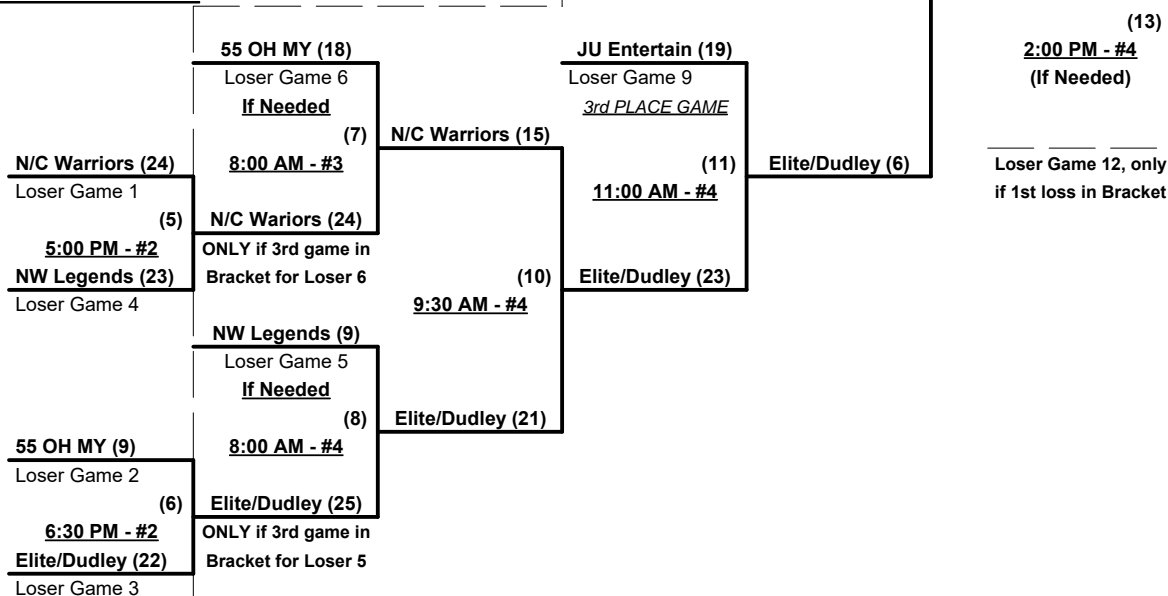 (13)
55 OH MY (18)
JU Entertain (19)
2:00 PM - #4
Loser Game 6
Loser Game 9
(If Needed)
If Needed
3rd PLACE GAME
(7)
N/C Warriors (15)
N/C Warriors (24)
8:00 AM - #3
(11)
Elite/Dudley (6)
Loser Game 12, only
Loser Game 1
11:00 AM - #4
if 1st loss in Bracket
(5)
N/C Wariors (24)
5:00 PM - #2
ONLY if 3rd game in
NW Legends (23)
Bracket for Loser 6
(10)
Elite/Dudley (23)
Loser Game 4
9:30 AM - #4
NW Legends (9)
Loser Game 5
If Needed
(8)
Elite/Dudley (21)
55 OH MY (9)
8:00 AM - #4
Loser Game 2
(6)
Elite/Dudley (25)
6:30 PM - #2
ONLY if 3rd game in
Elite/Dudley (22)
Bracket for Loser 5
Loser Game 3